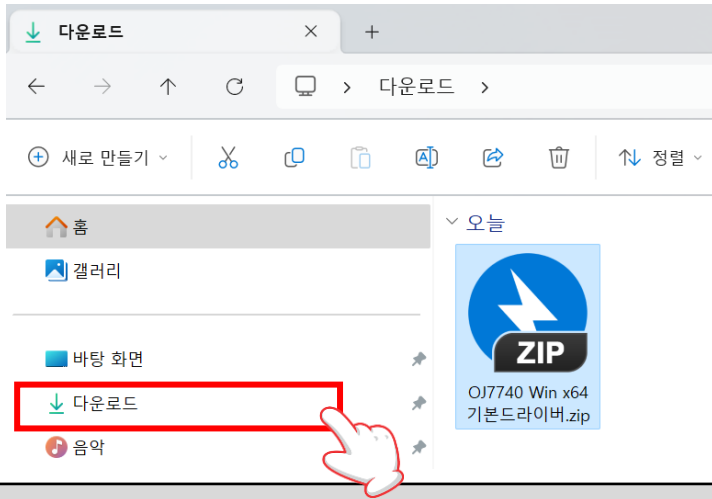 다운로드
다운로드
새로 만들기
정렬
홈
오늘
갤러리
ZIP
바탕 화면
다운로드
OJ7740 Win x64
기본드라이버.zip
음악